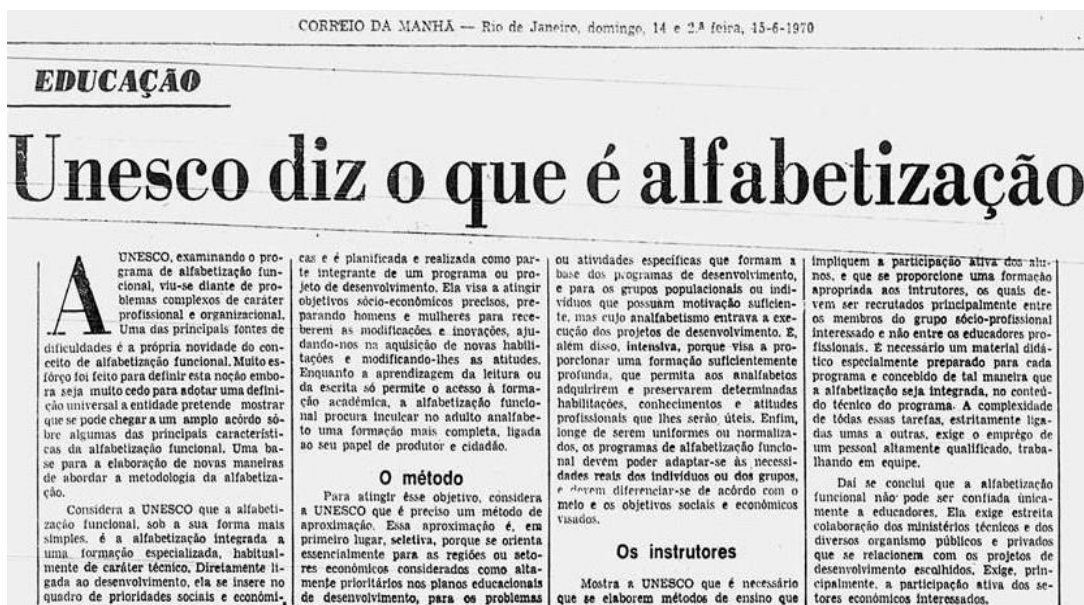 CORREIO DA MANHÃ — Rio de Janeiro, domingo, 14 e 2.ª feira, 15-6-1970
EDUCAÇÃO
Unesco diz o que é alfabetização
A UNESCO, examinando o pro-
grama de alfabetização fun-
cional, viu-se diante de pro-
blemas complexos de caráter
profissional e organizacional.
Uma das principais fontes de
dificuldades é a própria novidade do con-
ceito de alfabetização funcional. Muito es-
fôrço foi feito para definir esta noção embo-
ra seja muito cedo para adotar uma defini-
ção universal a entidade pretende mostrar
que se pode chegar a um amplo acôrdo sô-
bre algumas das principais característi-
cas da alfabetização funcional. Uma ba-
se para a elaboração de novas maneiras
de abordar a metodologia da alfabetiza-
ção.
Considera a UNESCO que a alfabeti-
zação funcional, sob a sua forma mais
simples, é a alfabetização integrada a
uma formação especializada, habitual-
mente de caráter técnico. Diretamente li-
gada ao desenvolvimento, ela se insere no
quadro de prioridades sociais e econômi-
cas e é planificada e realizada como par-
te integrante de um programa ou pro-
jeto de desenvolvimento. Ela visa a atingir
objetivos sócio-econômicos precisos, pre-
parando homens e mulheres para rece-
berem as modificações e inovações, aju-
dando-nos na aquisição de novas habili-
tações e modificando-lhes as atitudes.
Enquanto a aprendizagem da leitura ou
da escrita só permite o acesso à forma-
ção acadêmica, a alfabetização funcio-
nal procura inculcar no adulto analfabe-
to uma formação mais completa, ligada
ao seu papel de produtor e cidadão.
O método
Para atingir êsse objetivo, considera
a UNESCO que é preciso um método de
aproximação. Essa aproximação é, em
primeiro lugar, seletiva, porque se orienta
essencialmente para as regiões ou seto-
res econômicos considerados como alta-
mente prioritários nos planos educacionais
de desenvolvimento, para os problemas
ou atividades específicas que formam a
base dos programas de desenvolvimento,
e para os grupos populacionais ou indi-
víduos que possuam motivação suficien-
te, mas cujo analfabetismo entrava a exe-
cução dos projetos de desenvolvimento. É,
além disso, intensiva, porque visa a pro-
porcionar uma formação suficientemente
profunda, que permita aos analfabetos
adquirirem e preservarem determinadas
habilitações, conhecimentos e atitudes
profissionais que lhes serão úteis. Enfim,
longe de serem uniformes ou normaliza-
dos, os programas de alfabetização funcio-
nal devem poder adaptar-se às necessi-
dades reais dos indivíduos ou dos grupos,
e devem diferenciar-se de acôrdo com o
meio e os objetivos sociais e econômicos
visados.
Os instrutores
Mostra a UNESCO que é necessário
que se elaborem métodos de ensino que
impliquem a participação ativa dos alu-
nos, e que se proporcione uma formação
apropriada aos intrutores, os quais de-
vem ser recrutados principalmente entre
os membros do grupo sócio-profissional
interessado e não entre os educadores pro-
fissionais. É necessário um material didá-
tico especialmente preparado para cada
programa e concebido de tal maneira que
a alfabetização seja integrada, no conteú-
do técnico do programa. A complexidade
de tôdas essas tarefas, estritamente liga-
das umas a outras, exige o emprêgo de
um pessoal altamente qualificado, traba-
lhando em equipe.
Daí se conclui que a alfabetização
funcional não pode ser confiada única-
mente a educadores. Ela exige estreita
colaboração dos ministérios técnicos e dos
diversos organismo públicos e privados
que se relacionem com os projetos de
desenvolvimento escolhidos. Exige, prin-
cipalmente, a participação ativa dos se-
tores econômicos interessados.